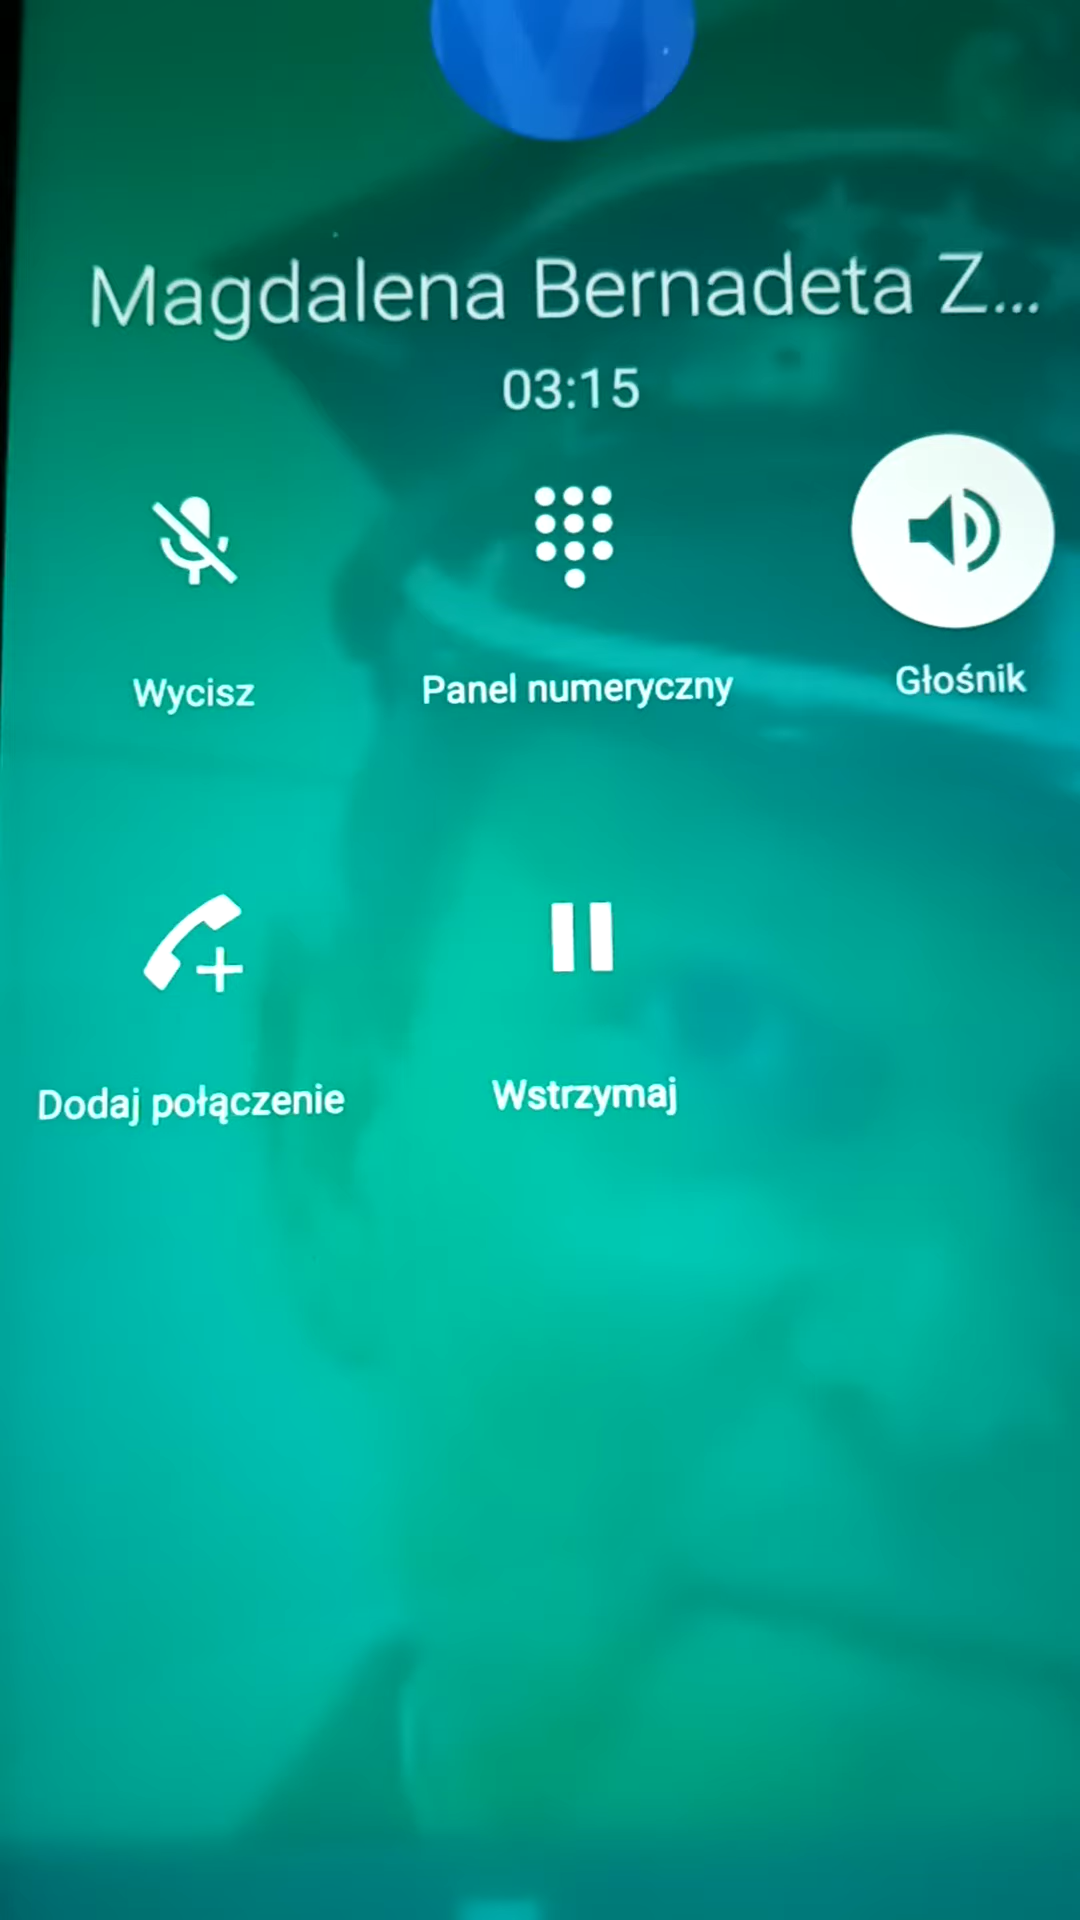 Magdalena Bernadeta Z...
03:15
Wycisz
Panel numeryczny
Głośnik
Dodaj połączenie
Wstrzymaj